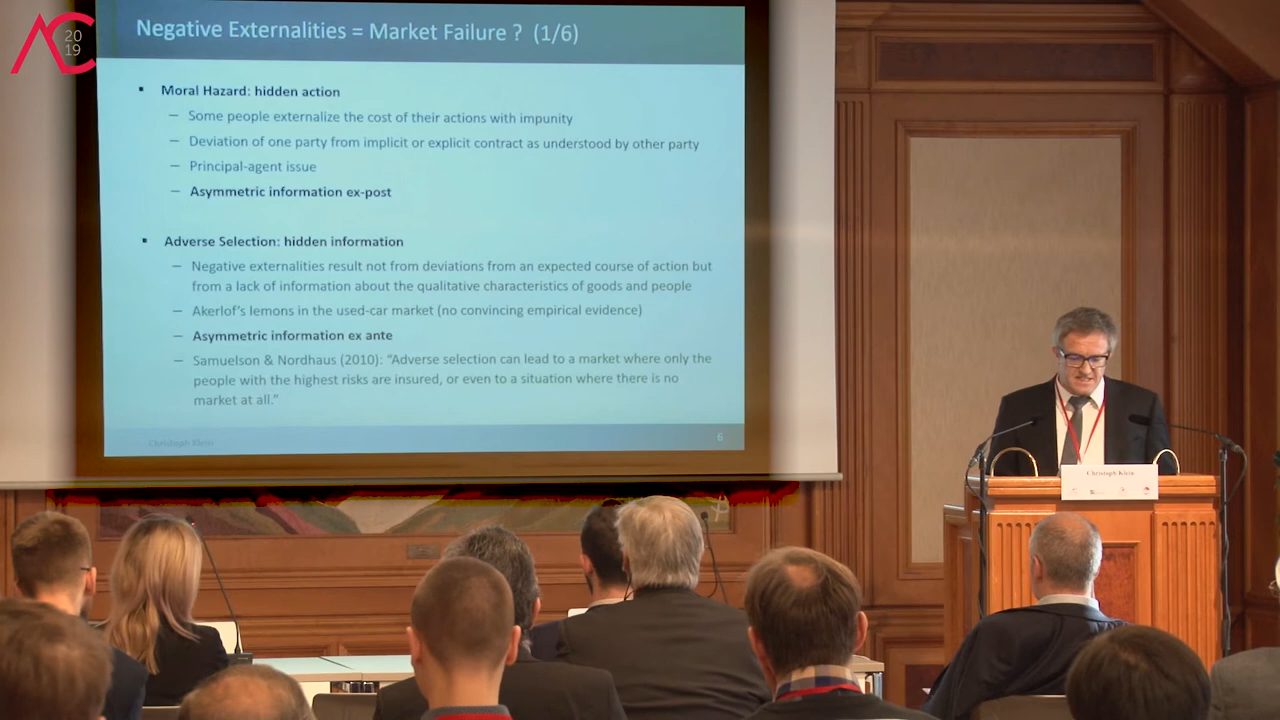 AC
20
19
Negative Externalities = Market Failure ? (1/6)
▪ Moral Hazard: hidden action
– Some people externalize the cost of their actions with impunity
– Deviation of one party from implicit or explicit contract as understood by other party
– Principal-agent issue
– Asymmetric information ex-post
▪ Adverse Selection: hidden information
– Negative externalities result not from deviations from an expected course of action but
from a lack of information about the qualitative characteristics of goods and people
– Akerlof's lemons in the used-car market (no convincing empirical evidence)
– Asymmetric information ex ante
– Samuelson & Nordhaus (2010): "Adverse selection can lead to a market where only the
people with the highest risks are insured, or even to a situation where there is no
market at all."
Christoph Klein
6
Christoph Klein